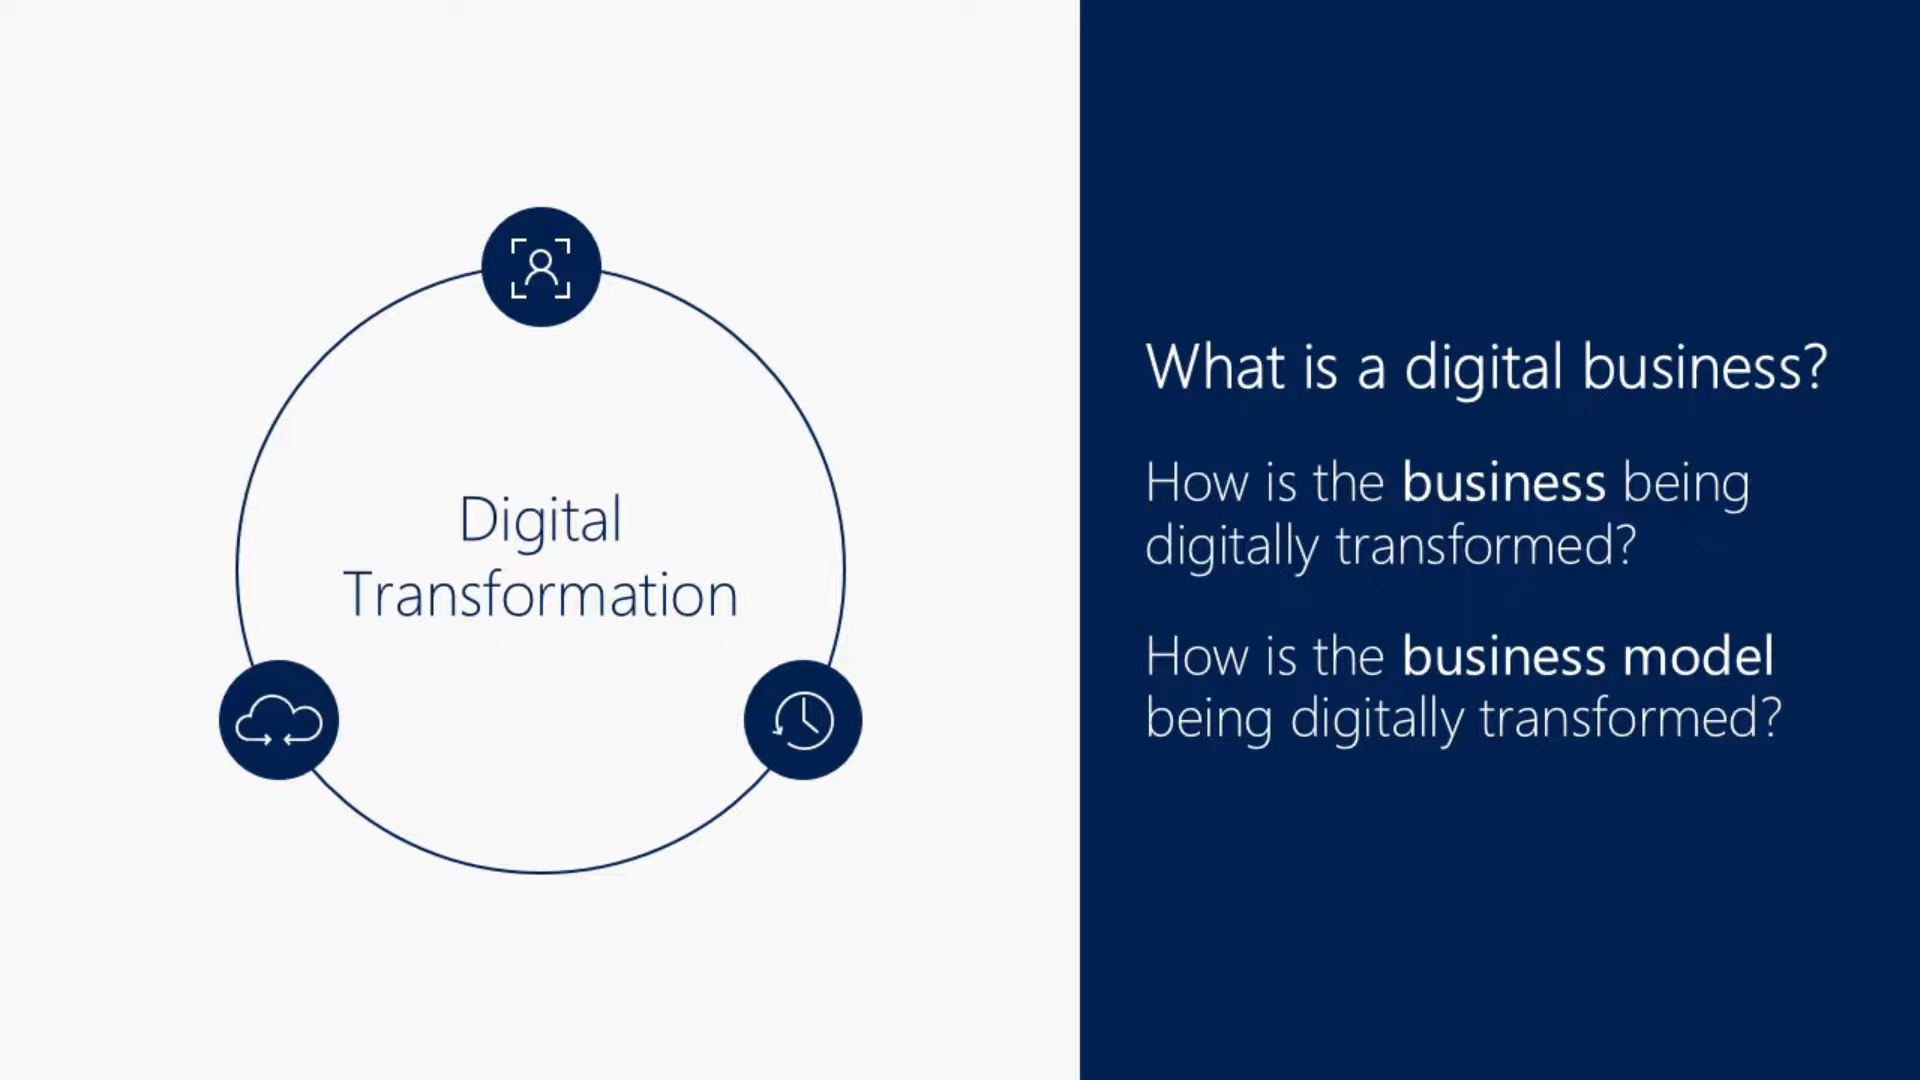 Digital
Transformation
What is a digital business?
How is the business being
digitally transformed?
How is the business model
being digitally transformed?